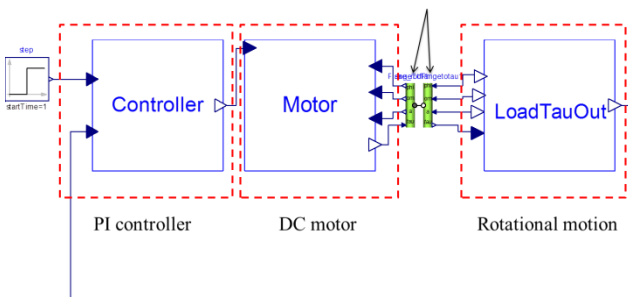 step
startTime=1
Controller
Motor
LoadTauOut
PI controller
DC motor
Rotational motion